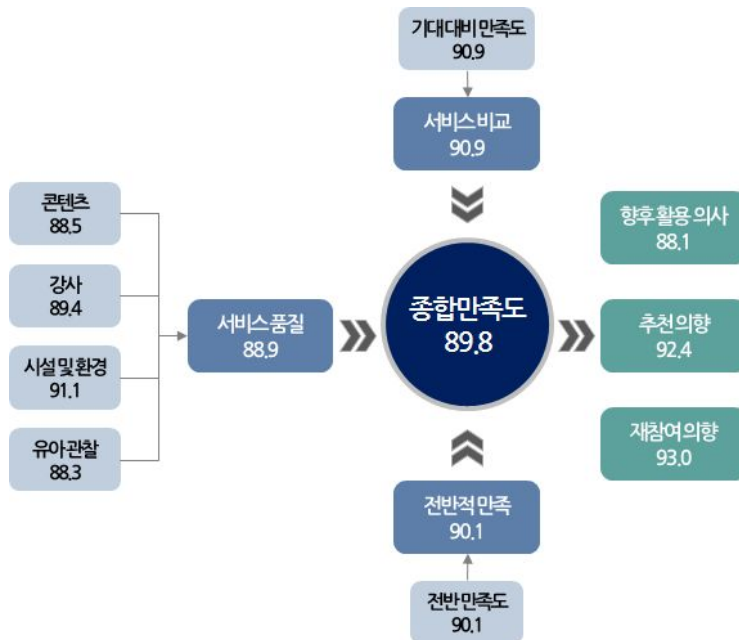 기대 대비 만족도
90.9
서비스 비교
90.9
콘텐츠
88.5
강사
89.4
시설 및 환경
91.1
유아 관찰
88.3
서비스 품질
88.9
종합만족도
89.8
향후 활용 의사
88.1
추천 의향
92.4
재참여 의향
93.0
전반적 만족
90.1
전반 만족도
90.1